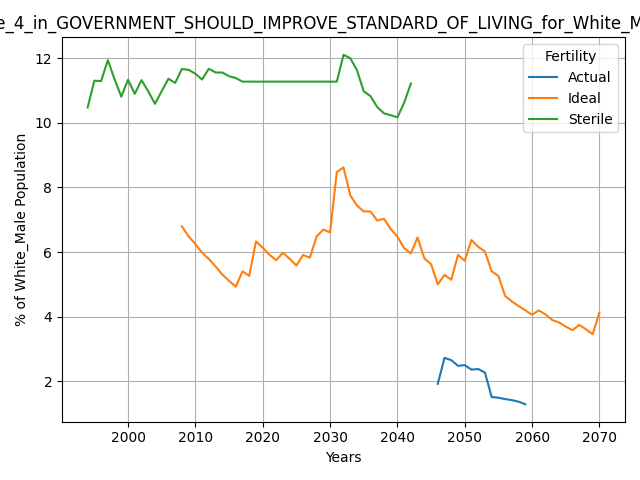 e_4_in_GOVERNMENT_SHOULD_IMPROVE_STANDARD_OF_LIVING_for_White_M
Fertility
Actual
Ideal
Sterile
% of White_Male Population
12
10
8
6
4
2
2000 2010 2020 2030 2040 2050 2060 2070
Years